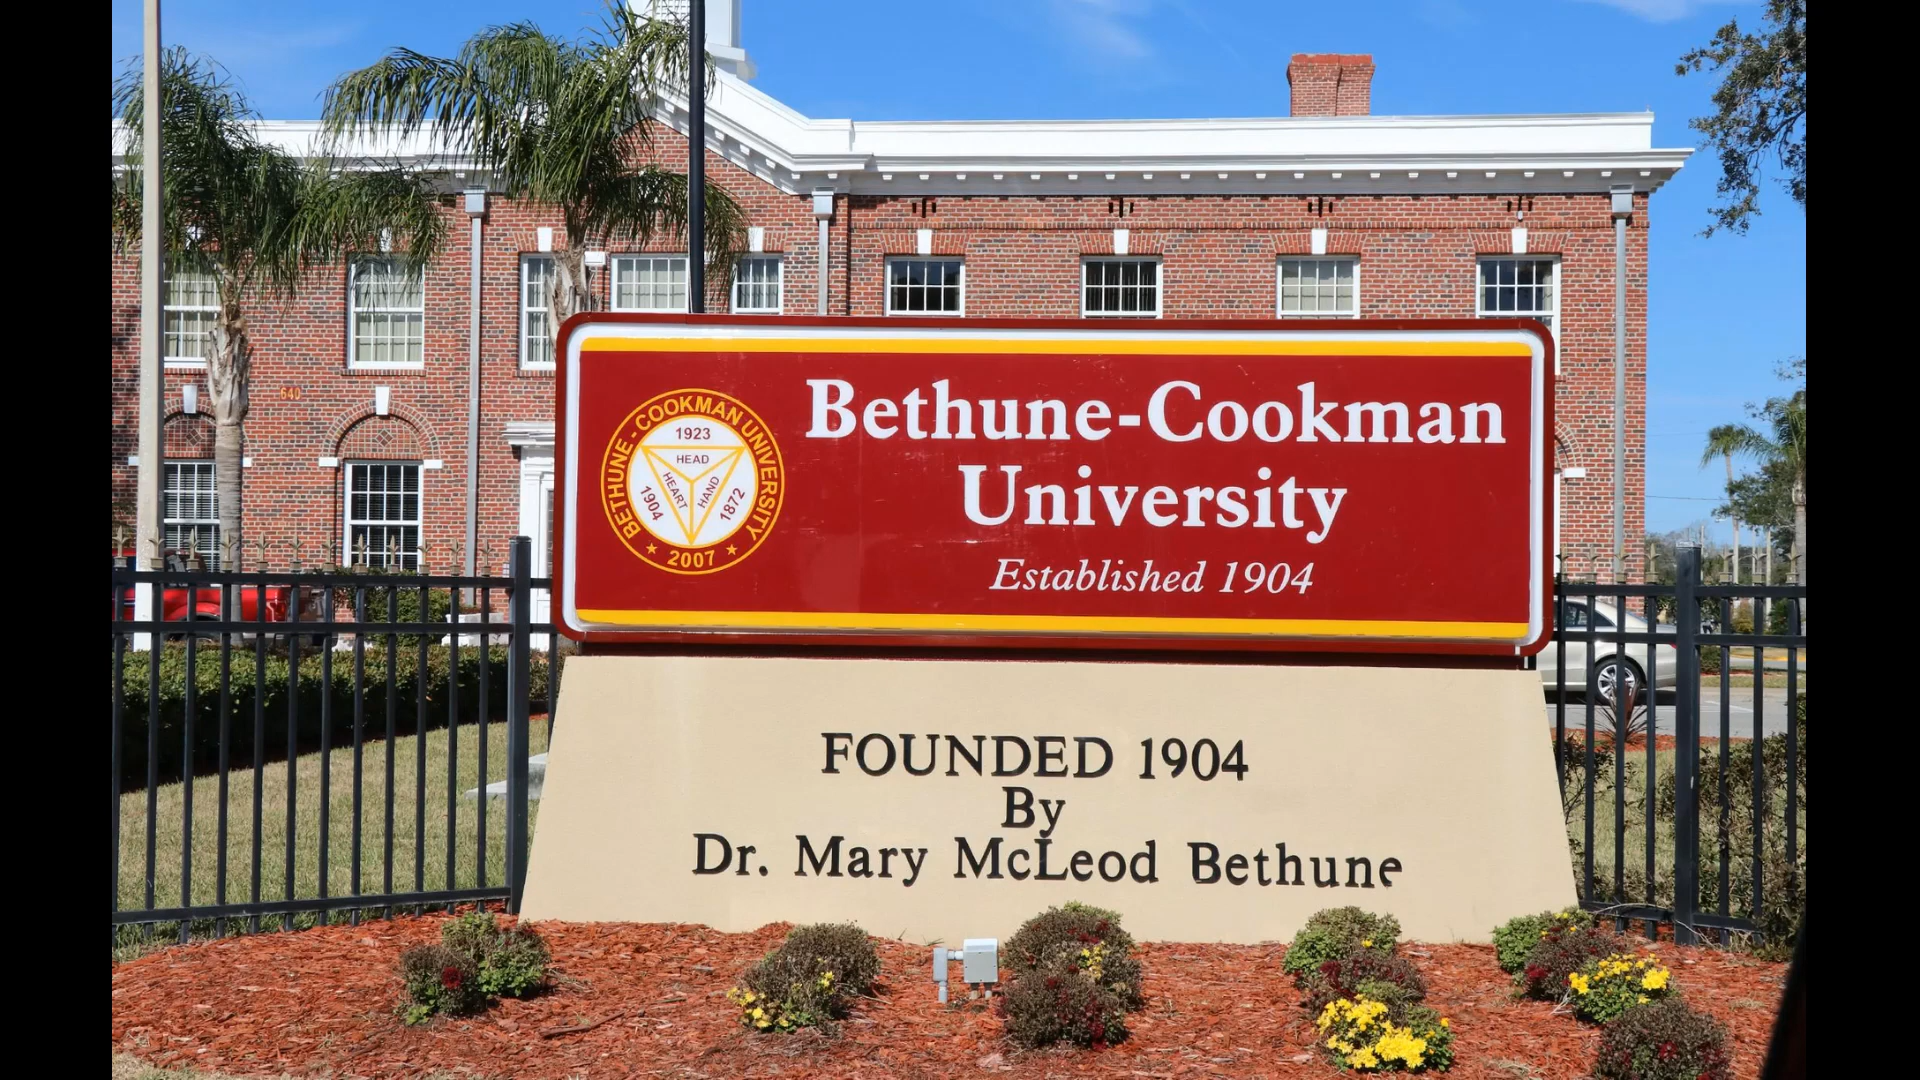 640
Bethune-Cookman
University
Established 1904
BETHUNE - COOKMAN UNIVERSITY
1923
HEAD
HEART
HAND
1904
1872
★ 2007 ★
FOUNDED 1904
By
Dr. Mary McLeod Bethune